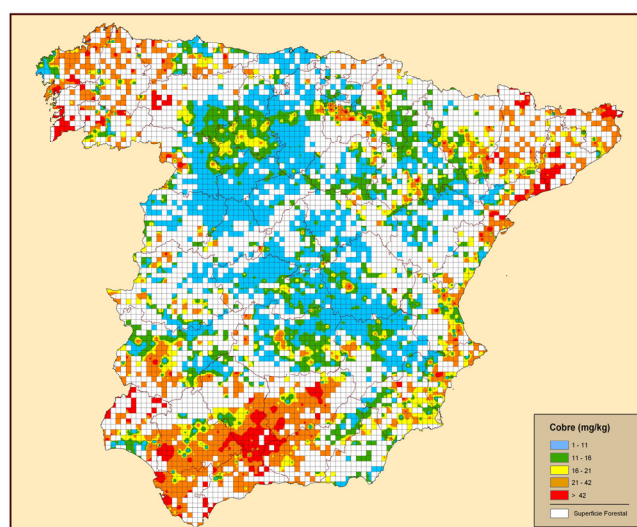 Cobre (mg/kg)
1 - 11
11 - 16
16 - 21
21 - 42
> 42
Superficie Forestal